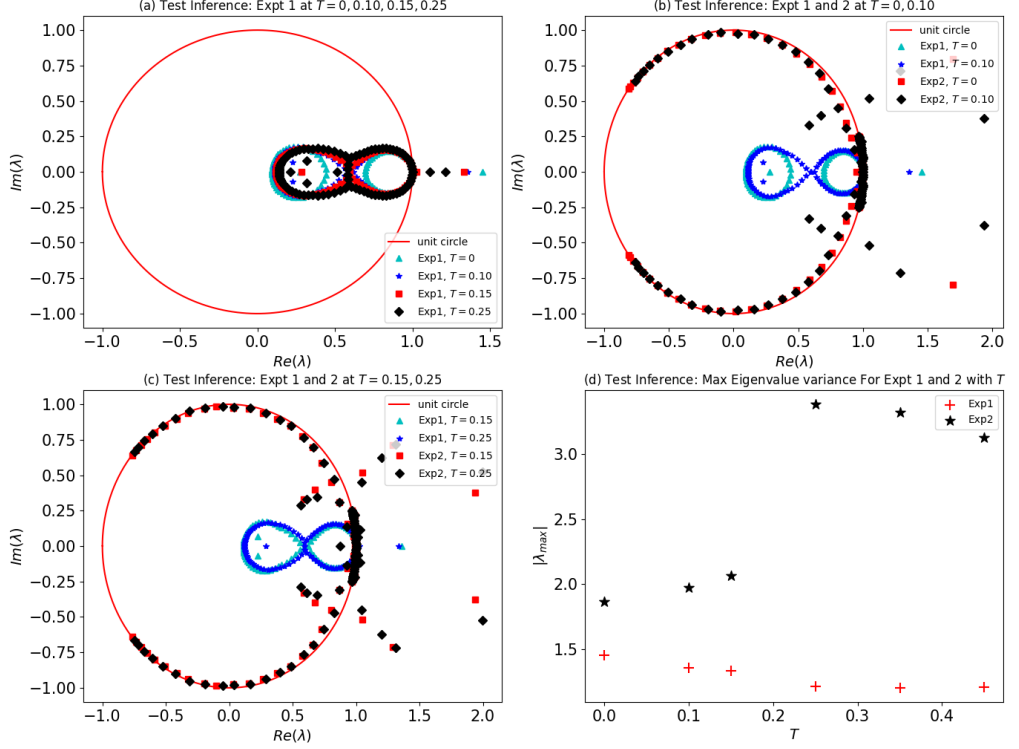 (a) Test Inference: Expt 1 at T = 0, 0.10, 0.15, 0.25
1.00
0.75
0.50
0.25
0.00
−0.25
−0.50
−0.75
−1.00
Im(λ)
unit circle
Exp1, T = 0
Exp1, T = 0.10
Exp1, T = 0.15
Exp1, T = 0.25
−1.0 −0.5 0.0 0.5 1.0 1.5
Re(λ)
(b) Test Inference: Expt 1 and 2 at T = 0, 0.10
1.00
0.75
0.50
0.25
0.00
−0.25
−0.50
−0.75
−1.00
Im(λ)
unit circle
Exp1, T = 0
Exp1, T = 0.10
Exp2, T = 0
Exp2, T = 0.10
−1.0 −0.5 0.0 0.5 1.0 1.5 2.0
Re(λ)
(c) Test Inference: Expt 1 and 2 at T = 0.15, 0.25
1.00
0.75
0.50
0.25
0.00
−0.25
−0.50
−0.75
−1.00
Im(λ)
unit circle
Exp1, T = 0.15
Exp1, T = 0.25
Exp2, T = 0.15
Exp2, T = 0.25
−1.0 −0.5 0.0 0.5 1.0 1.5 2.0
Re(λ)
(d) Test Inference: Max Eigenvalue variance For Expt 1 and 2 with T
3.0
2.5
2.0
1.5
|λmax|
Exp1
Exp2
0.0 0.1 0.2 0.3 0.4
T